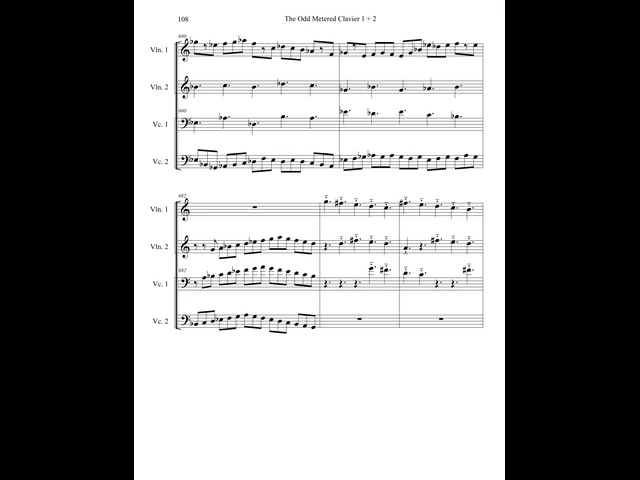 108
The Odd Metered Clavier 1 + 2
680
Vln. 1
Vln. 2
680
Vc. 1
Vc. 2
682
Vln. 1
Vln. 2
682
Vc. 1
Vc. 2